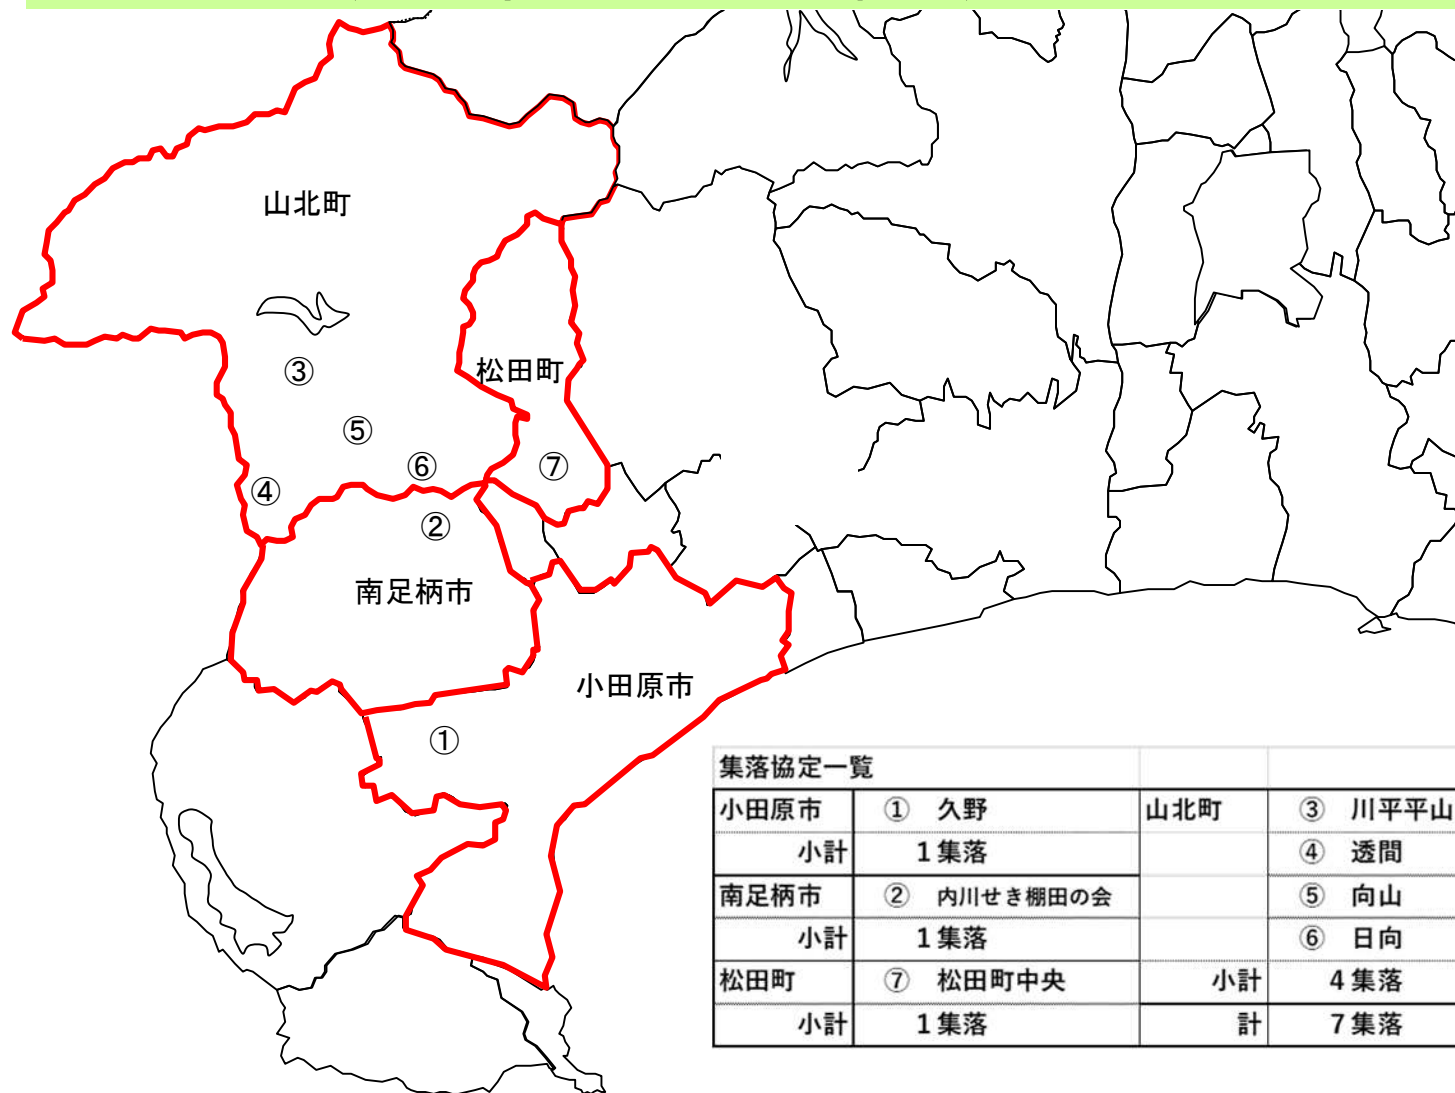 山北町
松田町
③
⑤
⑥
⑦
④
②
南足柄市
小田原市
①
集落協定一覧
小田原市 ① 久野 山北町 ③ 川平平山
小計 1集落 ④ 透間
南足柄市 ② 内川せき棚田の会 ⑤ 向山
小計 1集落 ⑥ 日向
松田町 ⑦ 松田町中央 小計 4集落
小計 1集落 計 7集落